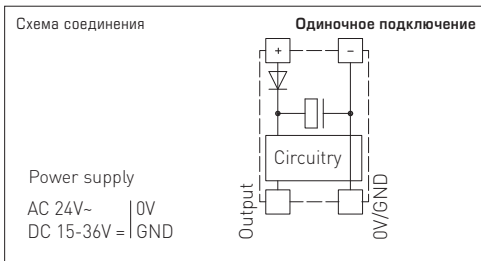 Схема соединения
Одиночное подключение
+ −
Circuitry
Power supply
AC 24V~ 0V
DC 15-36V = GND
Output
0V/GND